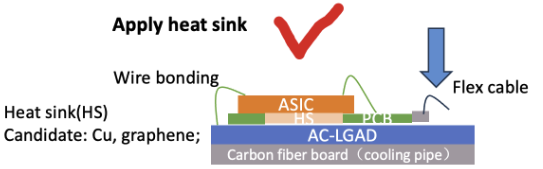 Apply heat sink
Wire bonding
Flex cable
ASIC
Heat sink(HS)
HS
PCB
Candidate: Cu, graphene;
AC-LGAD
Carbon fiber board（cooling pipe）